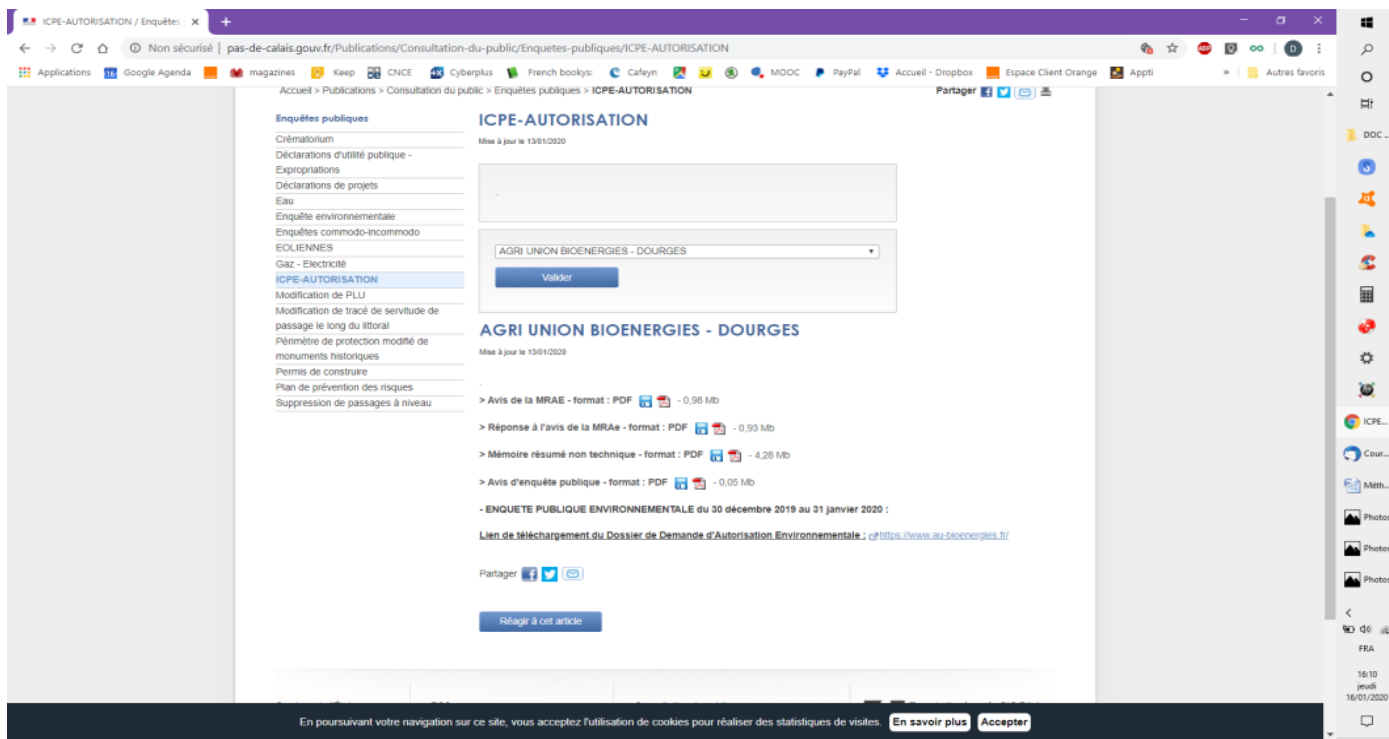 ICPE-AUTORISATION / Enquêtes
Non sécurisé | pas-de-calais.gouv.fr/Publications/Consultation-du-public/Enquetes-publiques/ICPE-AUTORISATION
Applications Google Agenda magazines Keep CNCE Cyberplus French bookys: Cafeyn MOOC PayPal Accueil - Dropbox Espace Client Orange Appti » Autres favoris
Accueil > Publications > Consultation du public > Enquêtes publiques > ICPE-AUTORISATION
Partager
Enquêtes publiques
Crématorium
Déclarations d'utilité publique -
Expropriations
Déclarations de projets
Eau
Enquête environnementale
Enquêtes commodo-incommodo
EOLIENNES
Gaz - Electricité
ICPE-AUTORISATION
Modification de PLU
Modification de tracé de servitude de
passage le long du littoral
Périmètre de protection modifié de
monuments historiques
Permis de construire
Plan de prévention des risques
Suppression de passages à niveau
ICPE-AUTORISATION
Mise à jour le 13/01/2020
AGRI UNION BIOENERGIES - DOURGES
Valider
AGRI UNION BIOENERGIES - DOURGES
Mise à jour le 13/01/2020
> Avis de la MRAE - format : PDF - 0,98 Mb
> Réponse à l'avis de la MRAe - format : PDF - 0,93 Mb
> Mémoire résumé non technique - format : PDF - 4,28 Mb
> Avis d'enquête publique - format : PDF - 0,05 Mb
- ENQUETE PUBLIQUE ENVIRONNEMENTALE du 30 décembre 2019 au 31 janvier 2020 :
Lien de téléchargement du Dossier de Demande d'Autorisation Environnementale : https://www.au-bioenergies.fr/
Partager
Réagir à cet article
En poursuivant votre navigation sur ce site, vous acceptez l'utilisation de cookies pour réaliser des statistiques de visites. En savoir plus Accepter
DOC ...
ICPE...
Cour...
Méth...
Photos
Photos
Photos
FRA
16:10
jeudi
16/01/2020